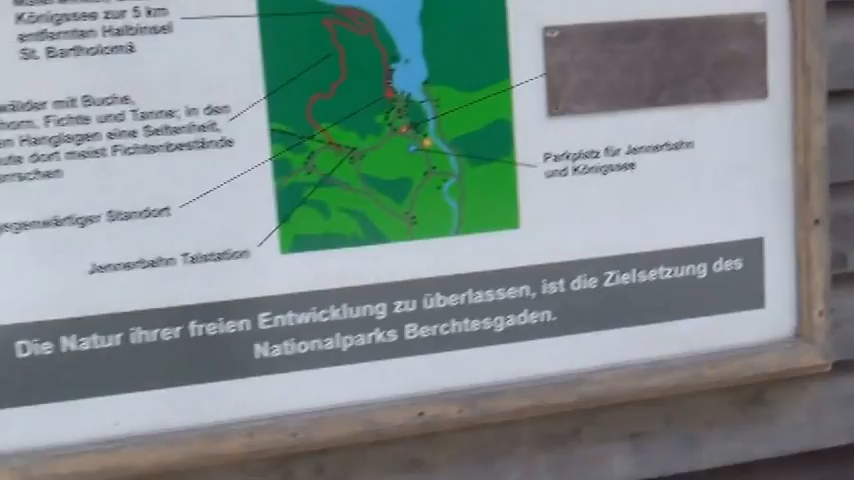 Königssee zur 5 km
entfernten Halbinsel
St. Bartholomä
wälder mit Buche,
horn, Fichte und Tanne; in den
Hanglagen eine Seltenheit,
dort meist Fichtenbestände
gegenwärtiger Standort
Jennerbahn Talstation
Parkplatz für Jennerbahn
und Königssee
Die Natur ihrer freien Entwicklung zu überlassen, ist die Zielsetzung des
Nationalparks Berchtesgaden.